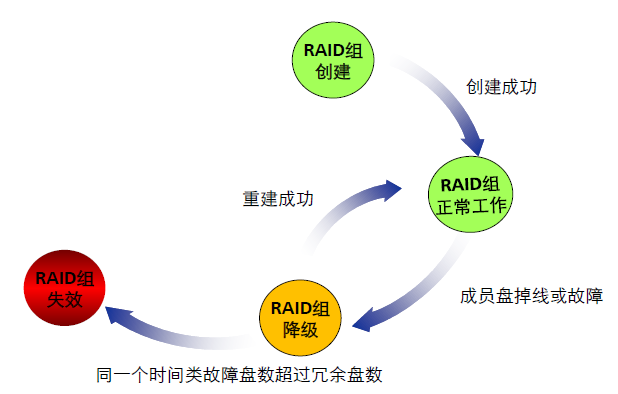 RAID组
创建
创建成功
RAID组
正常工作
重建成功
成员盘掉线或故障
RAID组
失效
RAID组
降级
同一个时间类故障盘数超过冗余盘数